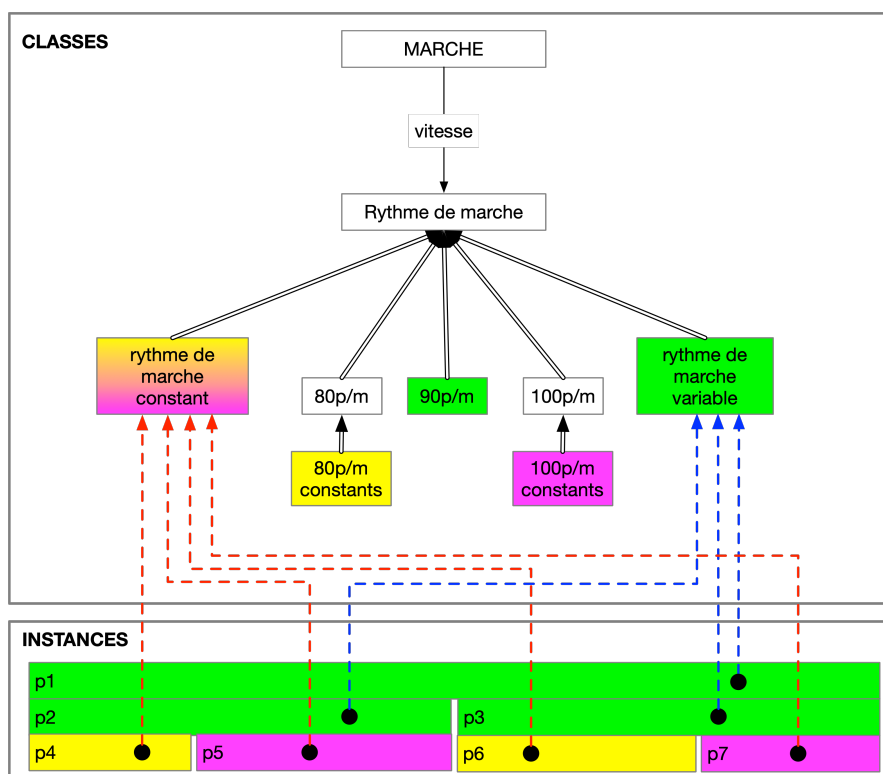 CLASSES
MARCHE
vitesse
Rythme de marche
rythme de
marche
constant
80p/m
90p/m
100p/m
rythme de
marche
variable
80p/m
constants
100p/m
constants
INSTANCES
p1
p2
p3
p4
p5
p6
p7